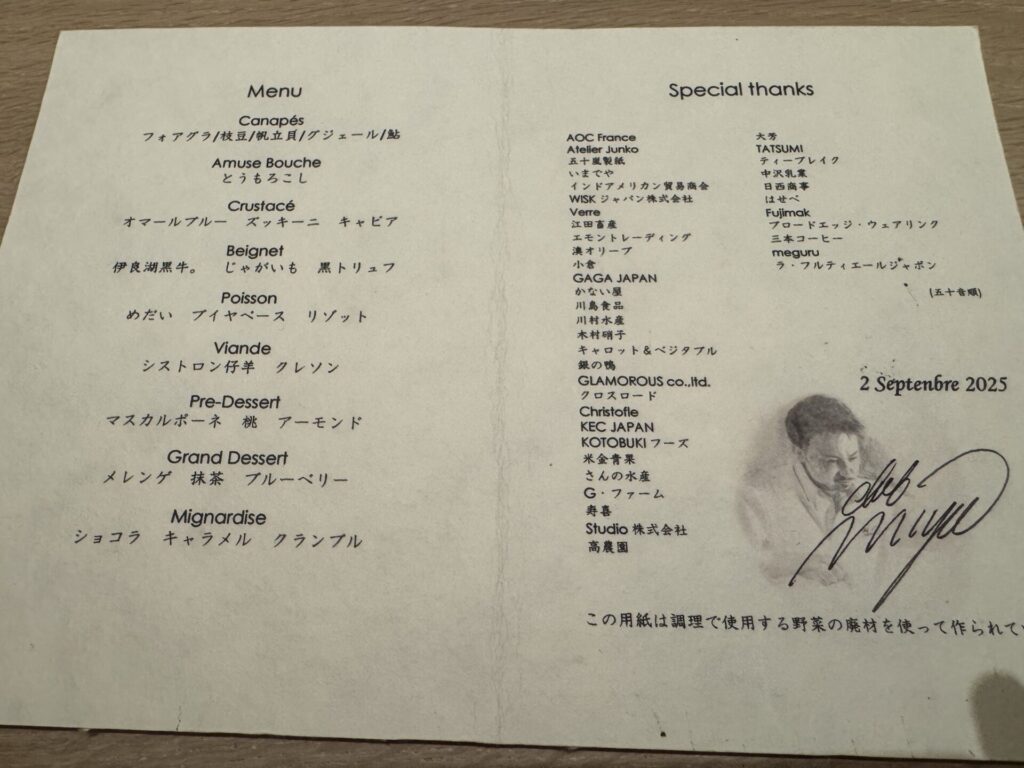 Menu
Canapés
フォアグラ/枝豆/帆立貝/グジェール/鮎
Amuse Bouche
とうもろこし
Crustacé
オマールブルー　ズッキーニ　キャビア
Beignet
伊良湖黒牛。　じゃがいも　黒トリュフ
Poisson
めだい　ブイヤベース　リゾット
Viande
シストロン仔羊　クレソン
Pre-Dessert
マスカルポーネ　桃　アーモンド
Grand Dessert
メレンゲ　抹茶　ブルーベリー
Mignardise
ショコラ　キャラメル　クランブル
Special thanks
AOC France
Atelier Junko
五十嵐製紙
いまでや
インドアメリカン貿易商会
WISK ジャパン株式会社
Verre
江田畜産
エモントレーディング
澳オリーブ
小倉
GAGA JAPAN
かない屋
川島食品
川村水産
木村硝子
キャロット＆ベジタブル
銀の鴨
GLAMOROUS co.,ltd.
クロスロード
Christofle
KEC JAPAN
KOTOBUKI フーズ
米金青果
さんの水産
G・ファーム
寿喜
Studio 株式会社
高農園
大芳
TATSUMI
ティーブレイク
中沢乳業
日西商事
はせべ
Fujimak
ブロードエッジ・ウェアリンク
三本コーヒー
meguru
ラ・フルティエールジャポン
(五十音順)
2 Septenbre 2025
この用紙は調理で使用する野菜の廃材を使って作られてい